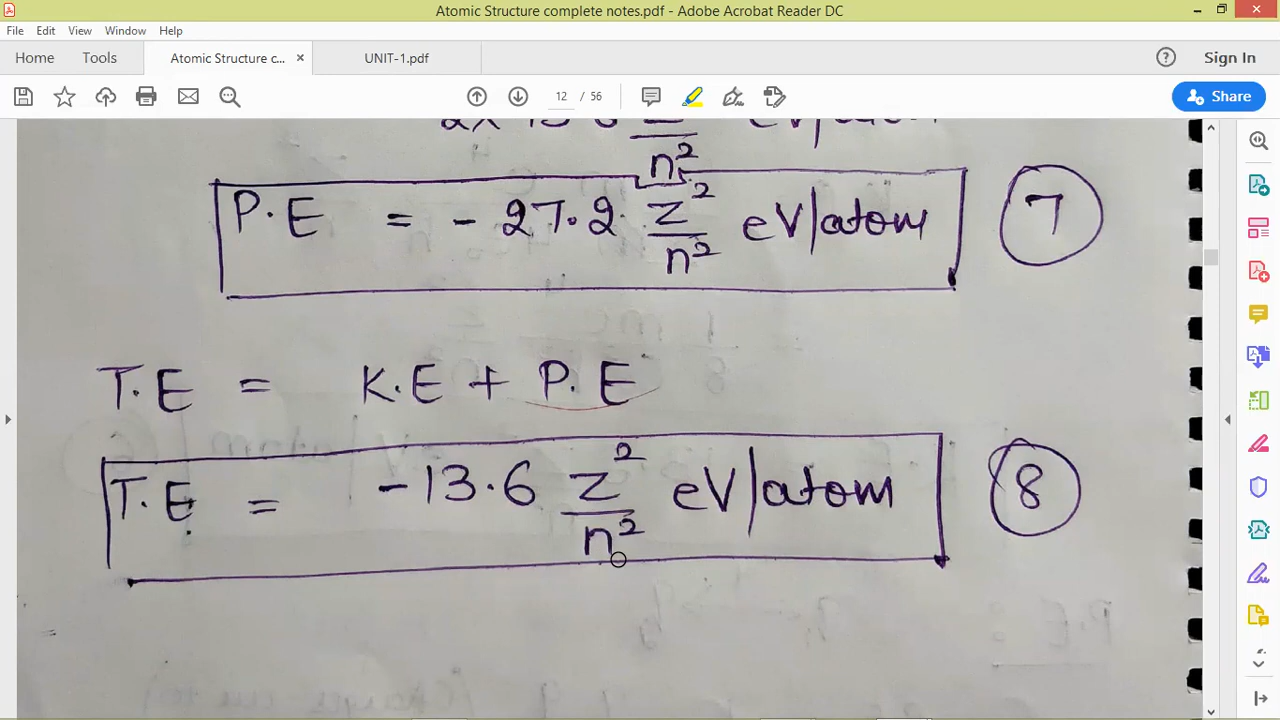 Atomic Structure complete notes.pdf - Adobe Acrobat Reader DC
File Edit View Window Help
Home Tools Atomic Structure c... × UNIT-1.pdf Sign In
12 / 56 Share
n²
P.E = - 27.2 Z²/n² eV/atom 7
T.E = K.E + P.E
T.E = -13.6 Z²/n² eV/atom 8